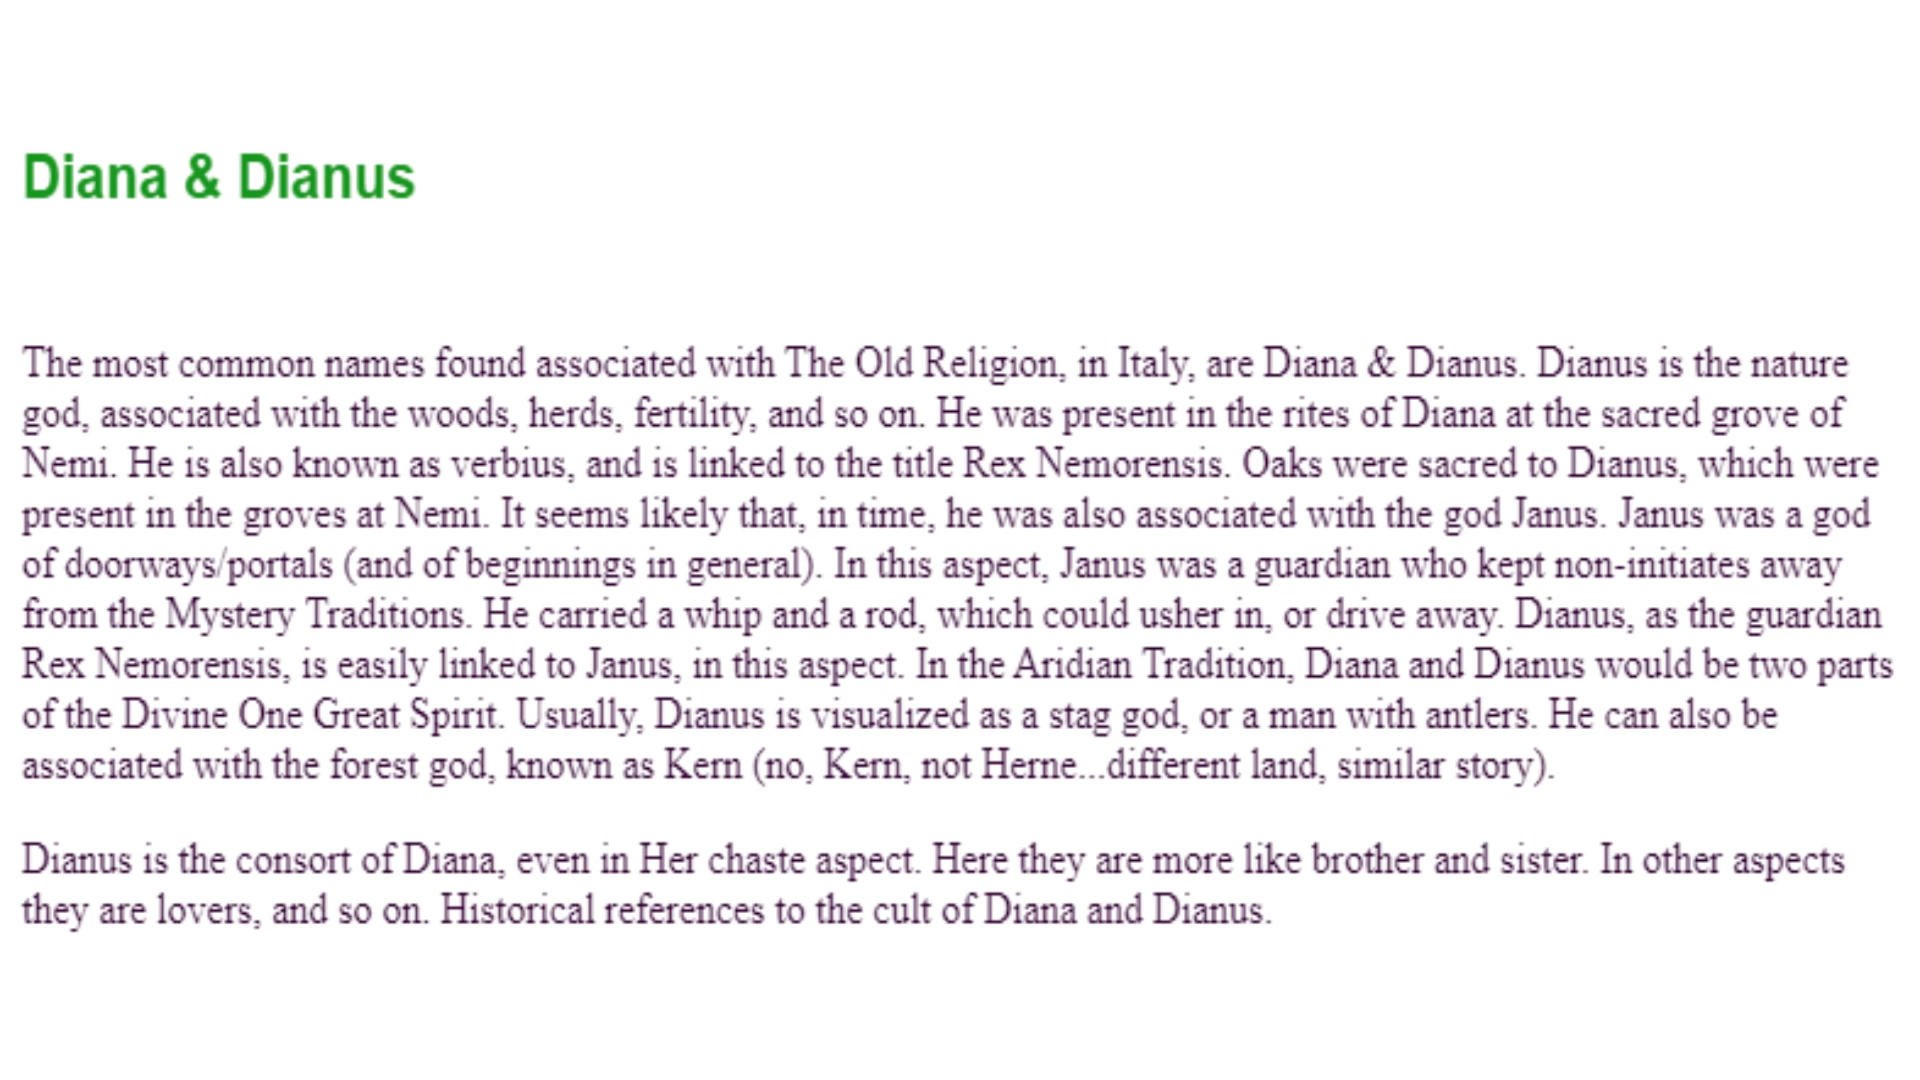 Diana & Dianus
The most common names found associated with The Old Religion, in Italy, are Diana & Dianus. Dianus is the nature
god, associated with the woods, herds, fertility, and so on. He was present in the rites of Diana at the sacred grove of
Nemi. He is also known as verbius, and is linked to the title Rex Nemorensis. Oaks were sacred to Dianus, which were
present in the groves at Nemi. It seems likely that, in time, he was also associated with the god Janus. Janus was a god
of doorways/portals (and of beginnings in general). In this aspect, Janus was a guardian who kept non-initiates away
from the Mystery Traditions. He carried a whip and a rod, which could usher in, or drive away. Dianus, as the guardian
Rex Nemorensis, is easily linked to Janus, in this aspect. In the Aridian Tradition, Diana and Dianus would be two parts
of the Divine One Great Spirit. Usually, Dianus is visualized as a stag god, or a man with antlers. He can also be
associated with the forest god, known as Kern (no, Kern, not Herne...different land, similar story).
Dianus is the consort of Diana, even in Her chaste aspect. Here they are more like brother and sister. In other aspects
they are lovers, and so on. Historical references to the cult of Diana and Dianus.